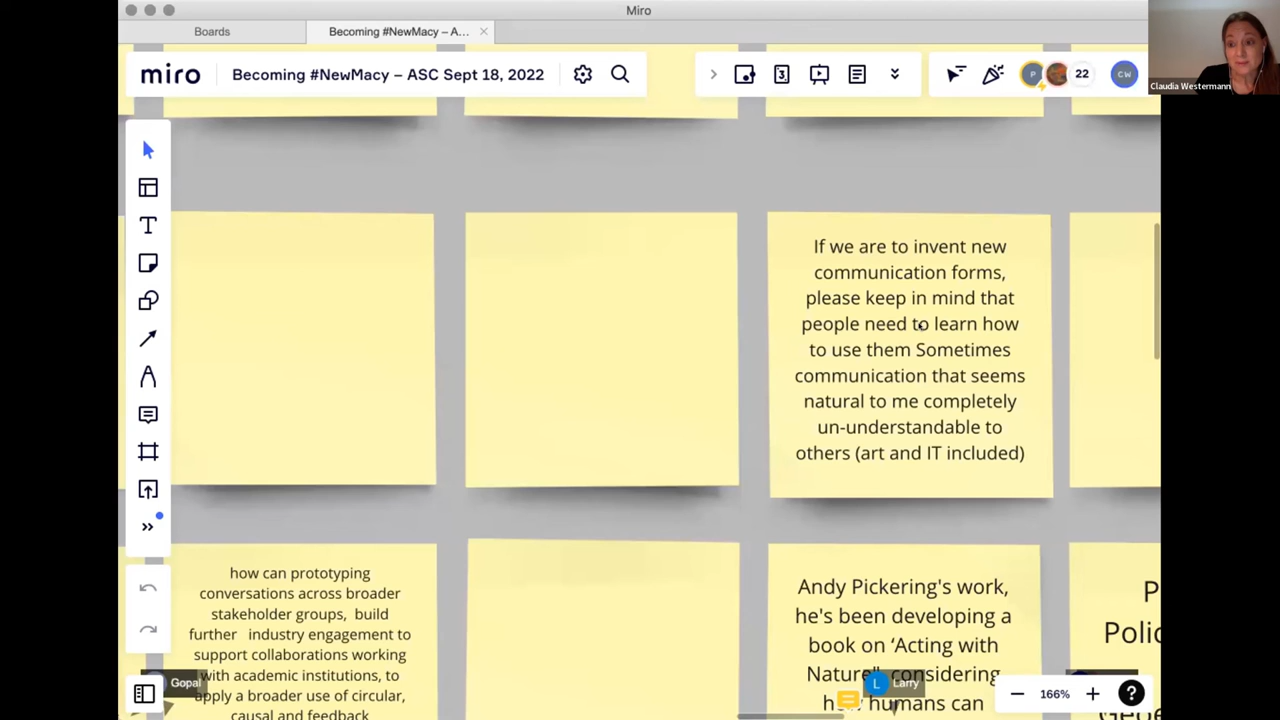 Miro
Boards
Becoming #NewMacy – A...
miro
Becoming #NewMacy – ASC Sept 18, 2022
3
P
22
CW
Claudia Westermann
If we are to invent new
communication forms,
please keep in mind that
people need to learn how
to use them Sometimes
communication that seems
natural to me completely
un-understandable to
others (art and IT included)
how can prototyping
conversations across broader
stakeholder groups, build
further industry engagement to
support collaborations working
with academic institutions, to
apply a broader use of circular,
causal and feedback
Andy Pickering's work,
he's been developing a
book on ‘Acting with
Nature", considering
how humans can
P
Polic
Gopal
L
Larry
166%